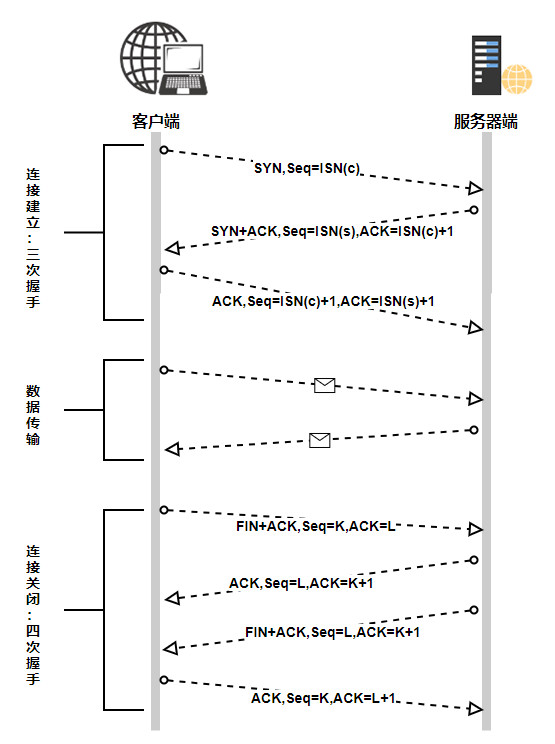 客户端
服务器端
连接建立:三次握手
SYN,Seq=ISN(c)
SYN+ACK,Seq=ISN(s),ACK=ISN(c)+1
ACK,Seq=ISN(c)+1,ACK=ISN(s)+1
数据传输
连接关闭:四次握手
FIN+ACK,Seq=K,ACK=L
ACK,Seq=L,ACK=K+1
FIN+ACK,Seq=L,ACK=K+1
ACK,Seq=K,ACK=L+1